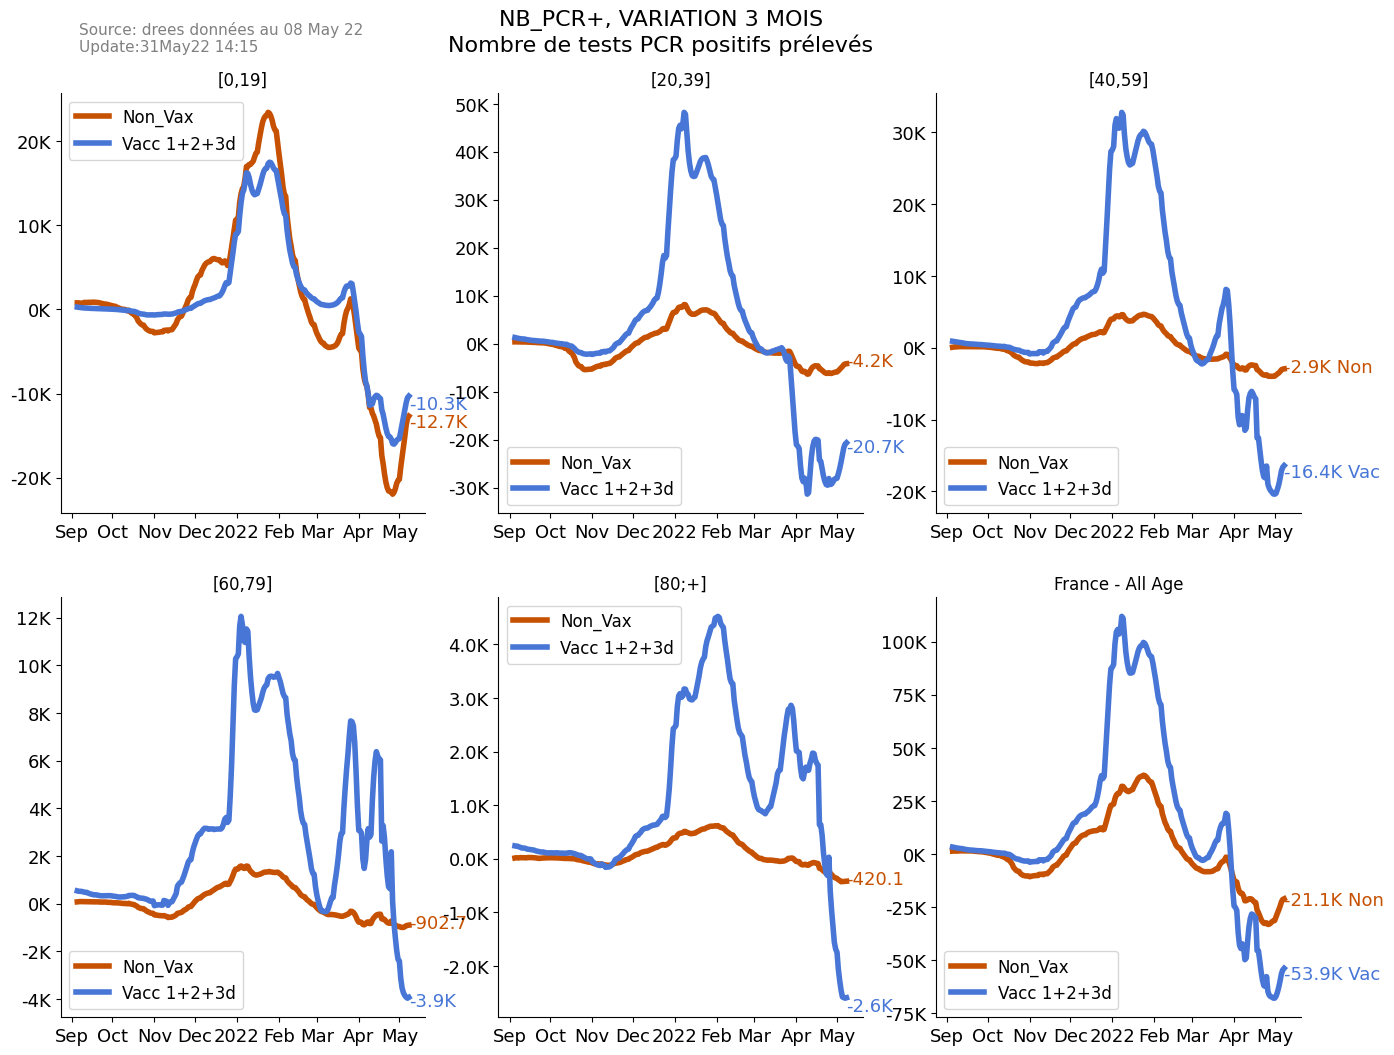 Source: drees données au 08 May 22
Update:31May22 14:15
NB_PCR+, VARIATION 3 MOIS
Nombre de tests PCR positifs prélevés
[0,19]
Non_Vax
Vacc 1+2+3d
20K
10K
0K
-10K
-20K
-10.3K
-12.7K
Sep Oct Nov Dec 2022 Feb Mar Apr May
[20,39]
50K
40K
30K
20K
10K
0K
-10K
-20K
-30K
-4.2K
-20.7K
Non_Vax
Vacc 1+2+3d
Sep Oct Nov Dec 2022 Feb Mar Apr May
[40,59]
30K
20K
10K
0K
-10K
-20K
-2.9K Non
-16.4K Vac
Non_Vax
Vacc 1+2+3d
Sep Oct Nov Dec 2022 Feb Mar Apr May
[60,79]
12K
10K
8K
6K
4K
2K
0K
-2K
-4K
-902.7
-3.9K
Non_Vax
Vacc 1+2+3d
Sep Oct Nov Dec 2022 Feb Mar Apr May
[80;+]
Non_Vax
Vacc 1+2+3d
4.0K
3.0K
2.0K
1.0K
0.0K
-1.0K
-2.0K
-420.1
-2.6K
Sep Oct Nov Dec 2022 Feb Mar Apr May
France - All Age
100K
75K
50K
25K
0K
-25K
-50K
-75K
-21.1K Non
-53.9K Vac
Non_Vax
Vacc 1+2+3d
Sep Oct Nov Dec 2022 Feb Mar Apr May